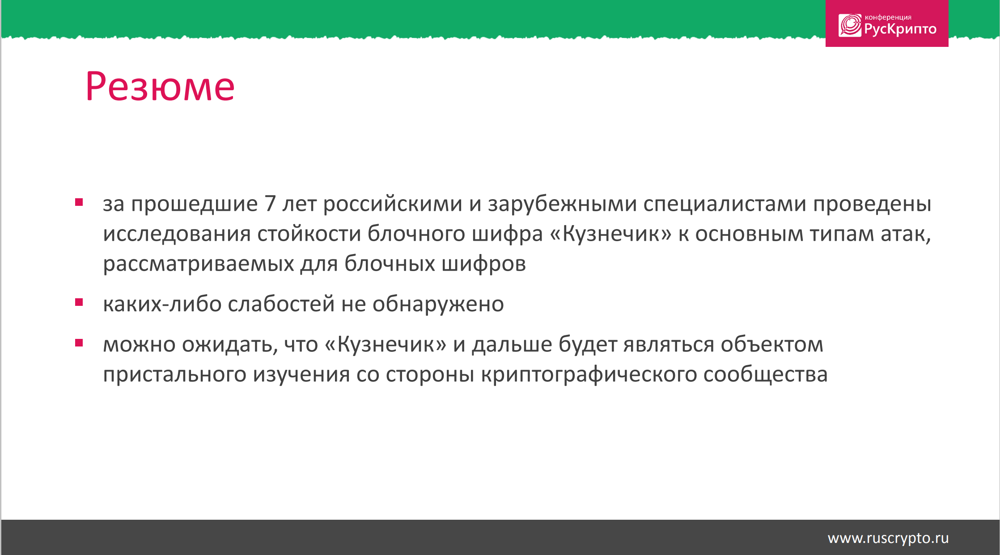 конференция
РусКрипто
Резюме
за прошедшие 7 лет российскими и зарубежными специалистами проведены
исследования стойкости блочного шифра «Кузнечик» к основным типам атак,
рассматриваемых для блочных шифров
каких-либо слабостей не обнаружено
можно ожидать, что «Кузнечик» и дальше будет являться объектом
пристального изучения со стороны криптографического сообщества
www.ruscrypto.ru